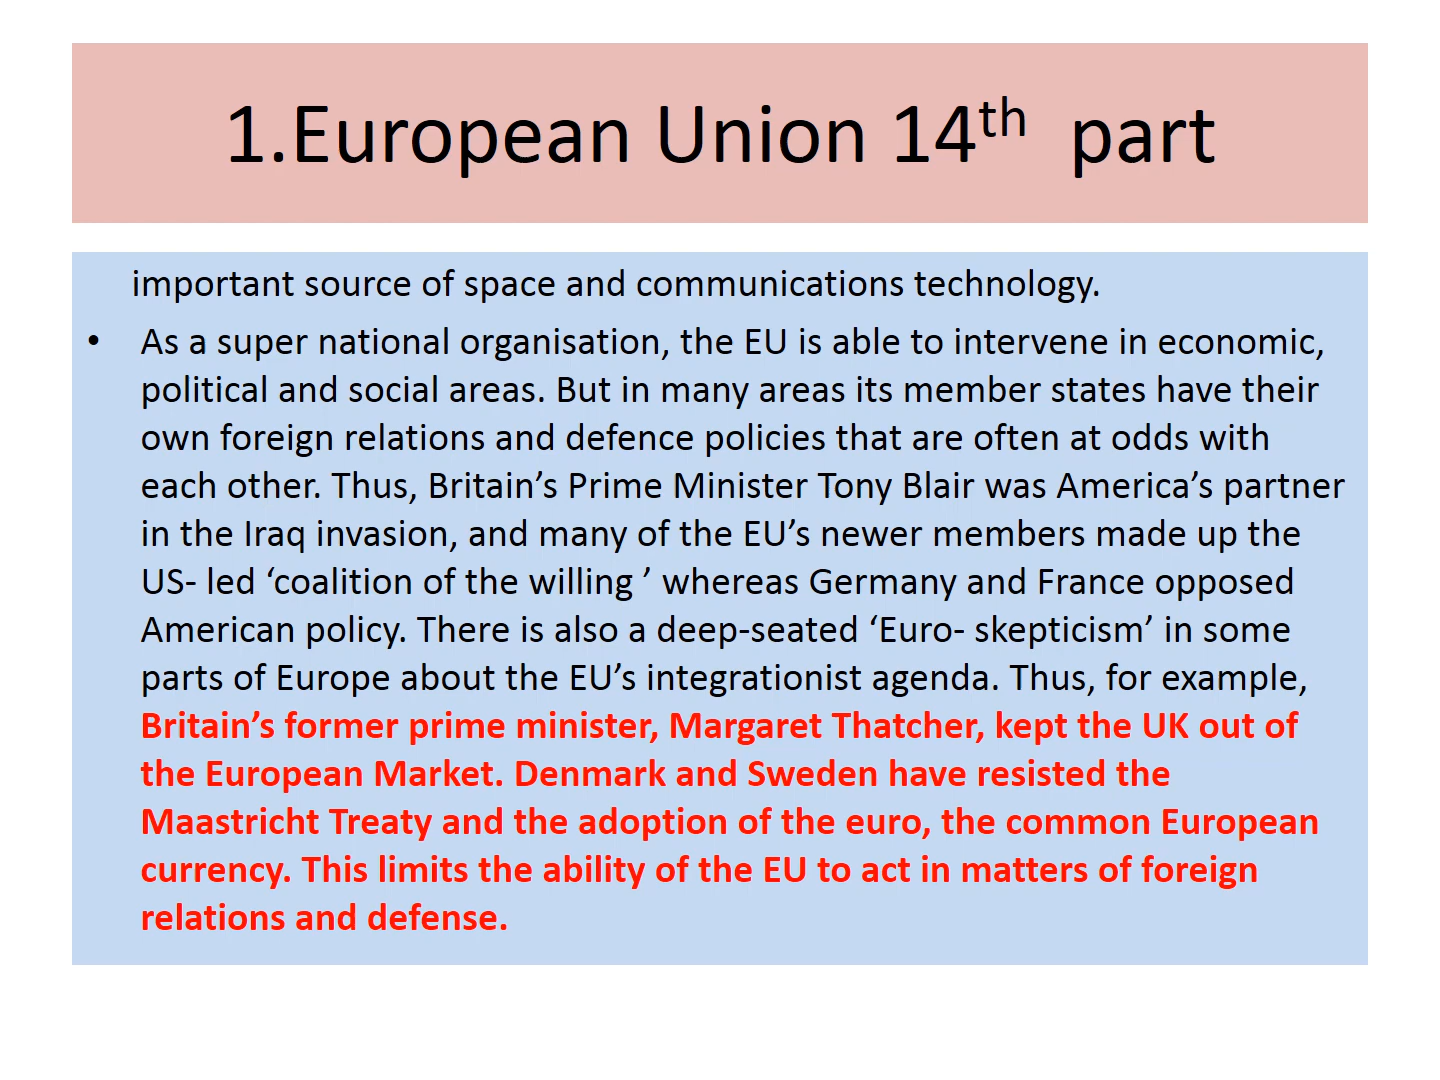 1.European Union 14th part
important source of space and communications technology.
• As a super national organisation, the EU is able to intervene in economic,
political and social areas. But in many areas its member states have their
own foreign relations and defence policies that are often at odds with
each other. Thus, Britain’s Prime Minister Tony Blair was America’s partner
in the Iraq invasion, and many of the EU’s newer members made up the
US- led ‘coalition of the willing ’ whereas Germany and France opposed
American policy. There is also a deep-seated ‘Euro- skepticism’ in some
parts of Europe about the EU’s integrationist agenda. Thus, for example,
Britain’s former prime minister, Margaret Thatcher, kept the UK out of
the European Market. Denmark and Sweden have resisted the
Maastricht Treaty and the adoption of the euro, the common European
currency. This limits the ability of the EU to act in matters of foreign
relations and defense.